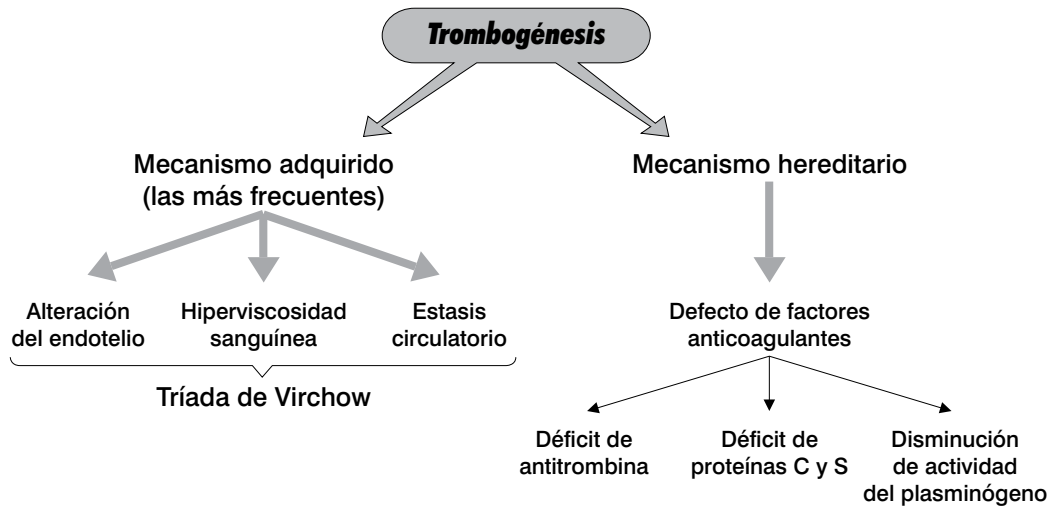 Trombogénesis
Mecanismo adquirido
(las más frecuentes)
Mecanismo hereditario
Alteración
del endotelio
Hiperviscosidad
sanguínea
Estasis
circulatorio
Tríada de Virchow
Defecto de factores
anticoagulantes
Déficit de
antitrombina
Déficit de
proteínas C y S
Disminución
de actividad
del plasminógeno